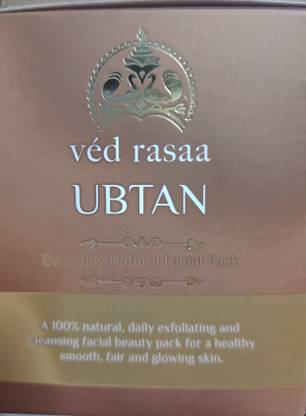 véd rasaa
UBTAN
Everyday Natural Facial Pack
A 100% natural, daily exfoliating and
cleansing facial beauty pack for a healthy
smooth, fair and glowing skin.